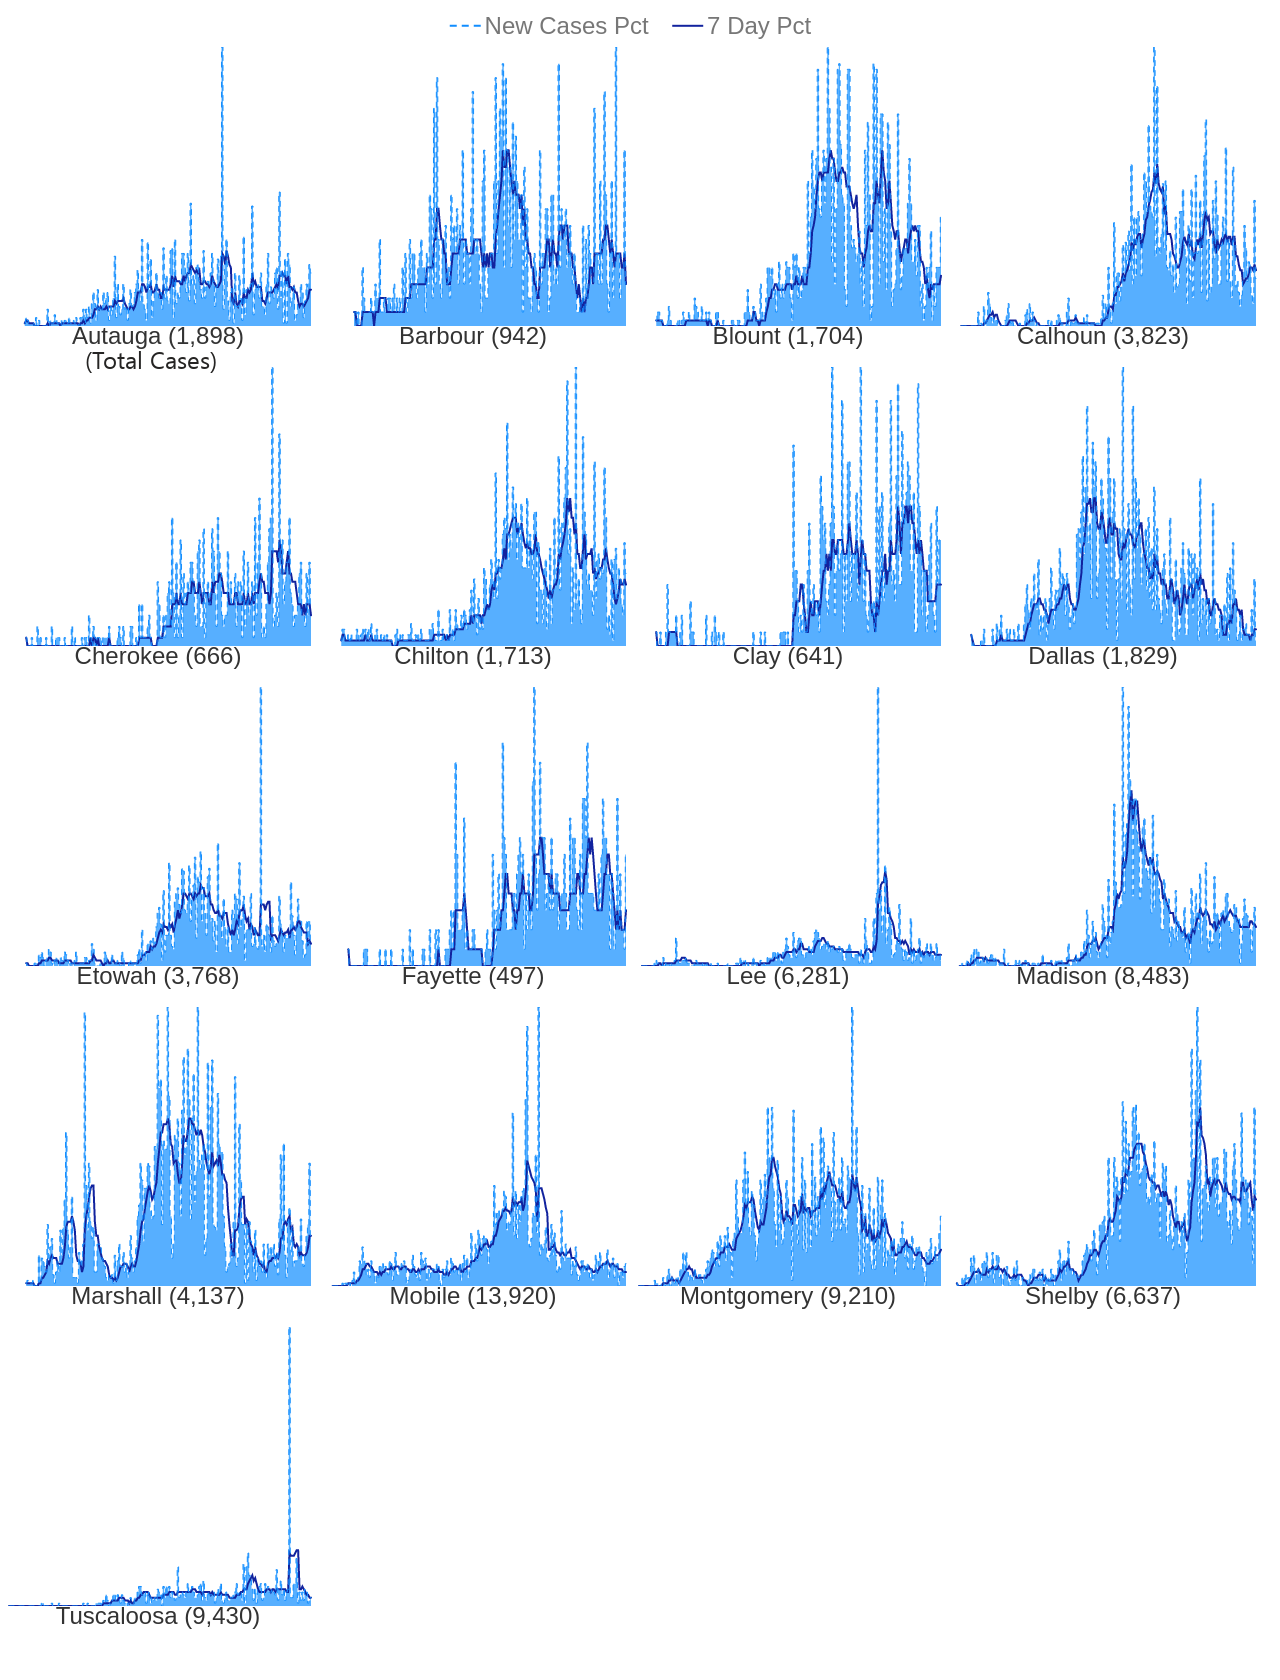 New Cases Pct 7 Day Pct
Autauga (1,898) Barbour (942) Blount (1,704) Calhoun (3,823)
(Total Cases)
Cherokee (666) Chilton (1,713) Clay (641) Dallas (1,829)
Etowah (3,768) Fayette (497) Lee (6,281) Madison (8,483)
Marshall (4,137) Mobile (13,920) Montgomery (9,210) Shelby (6,637)
Tuscaloosa (9,430)